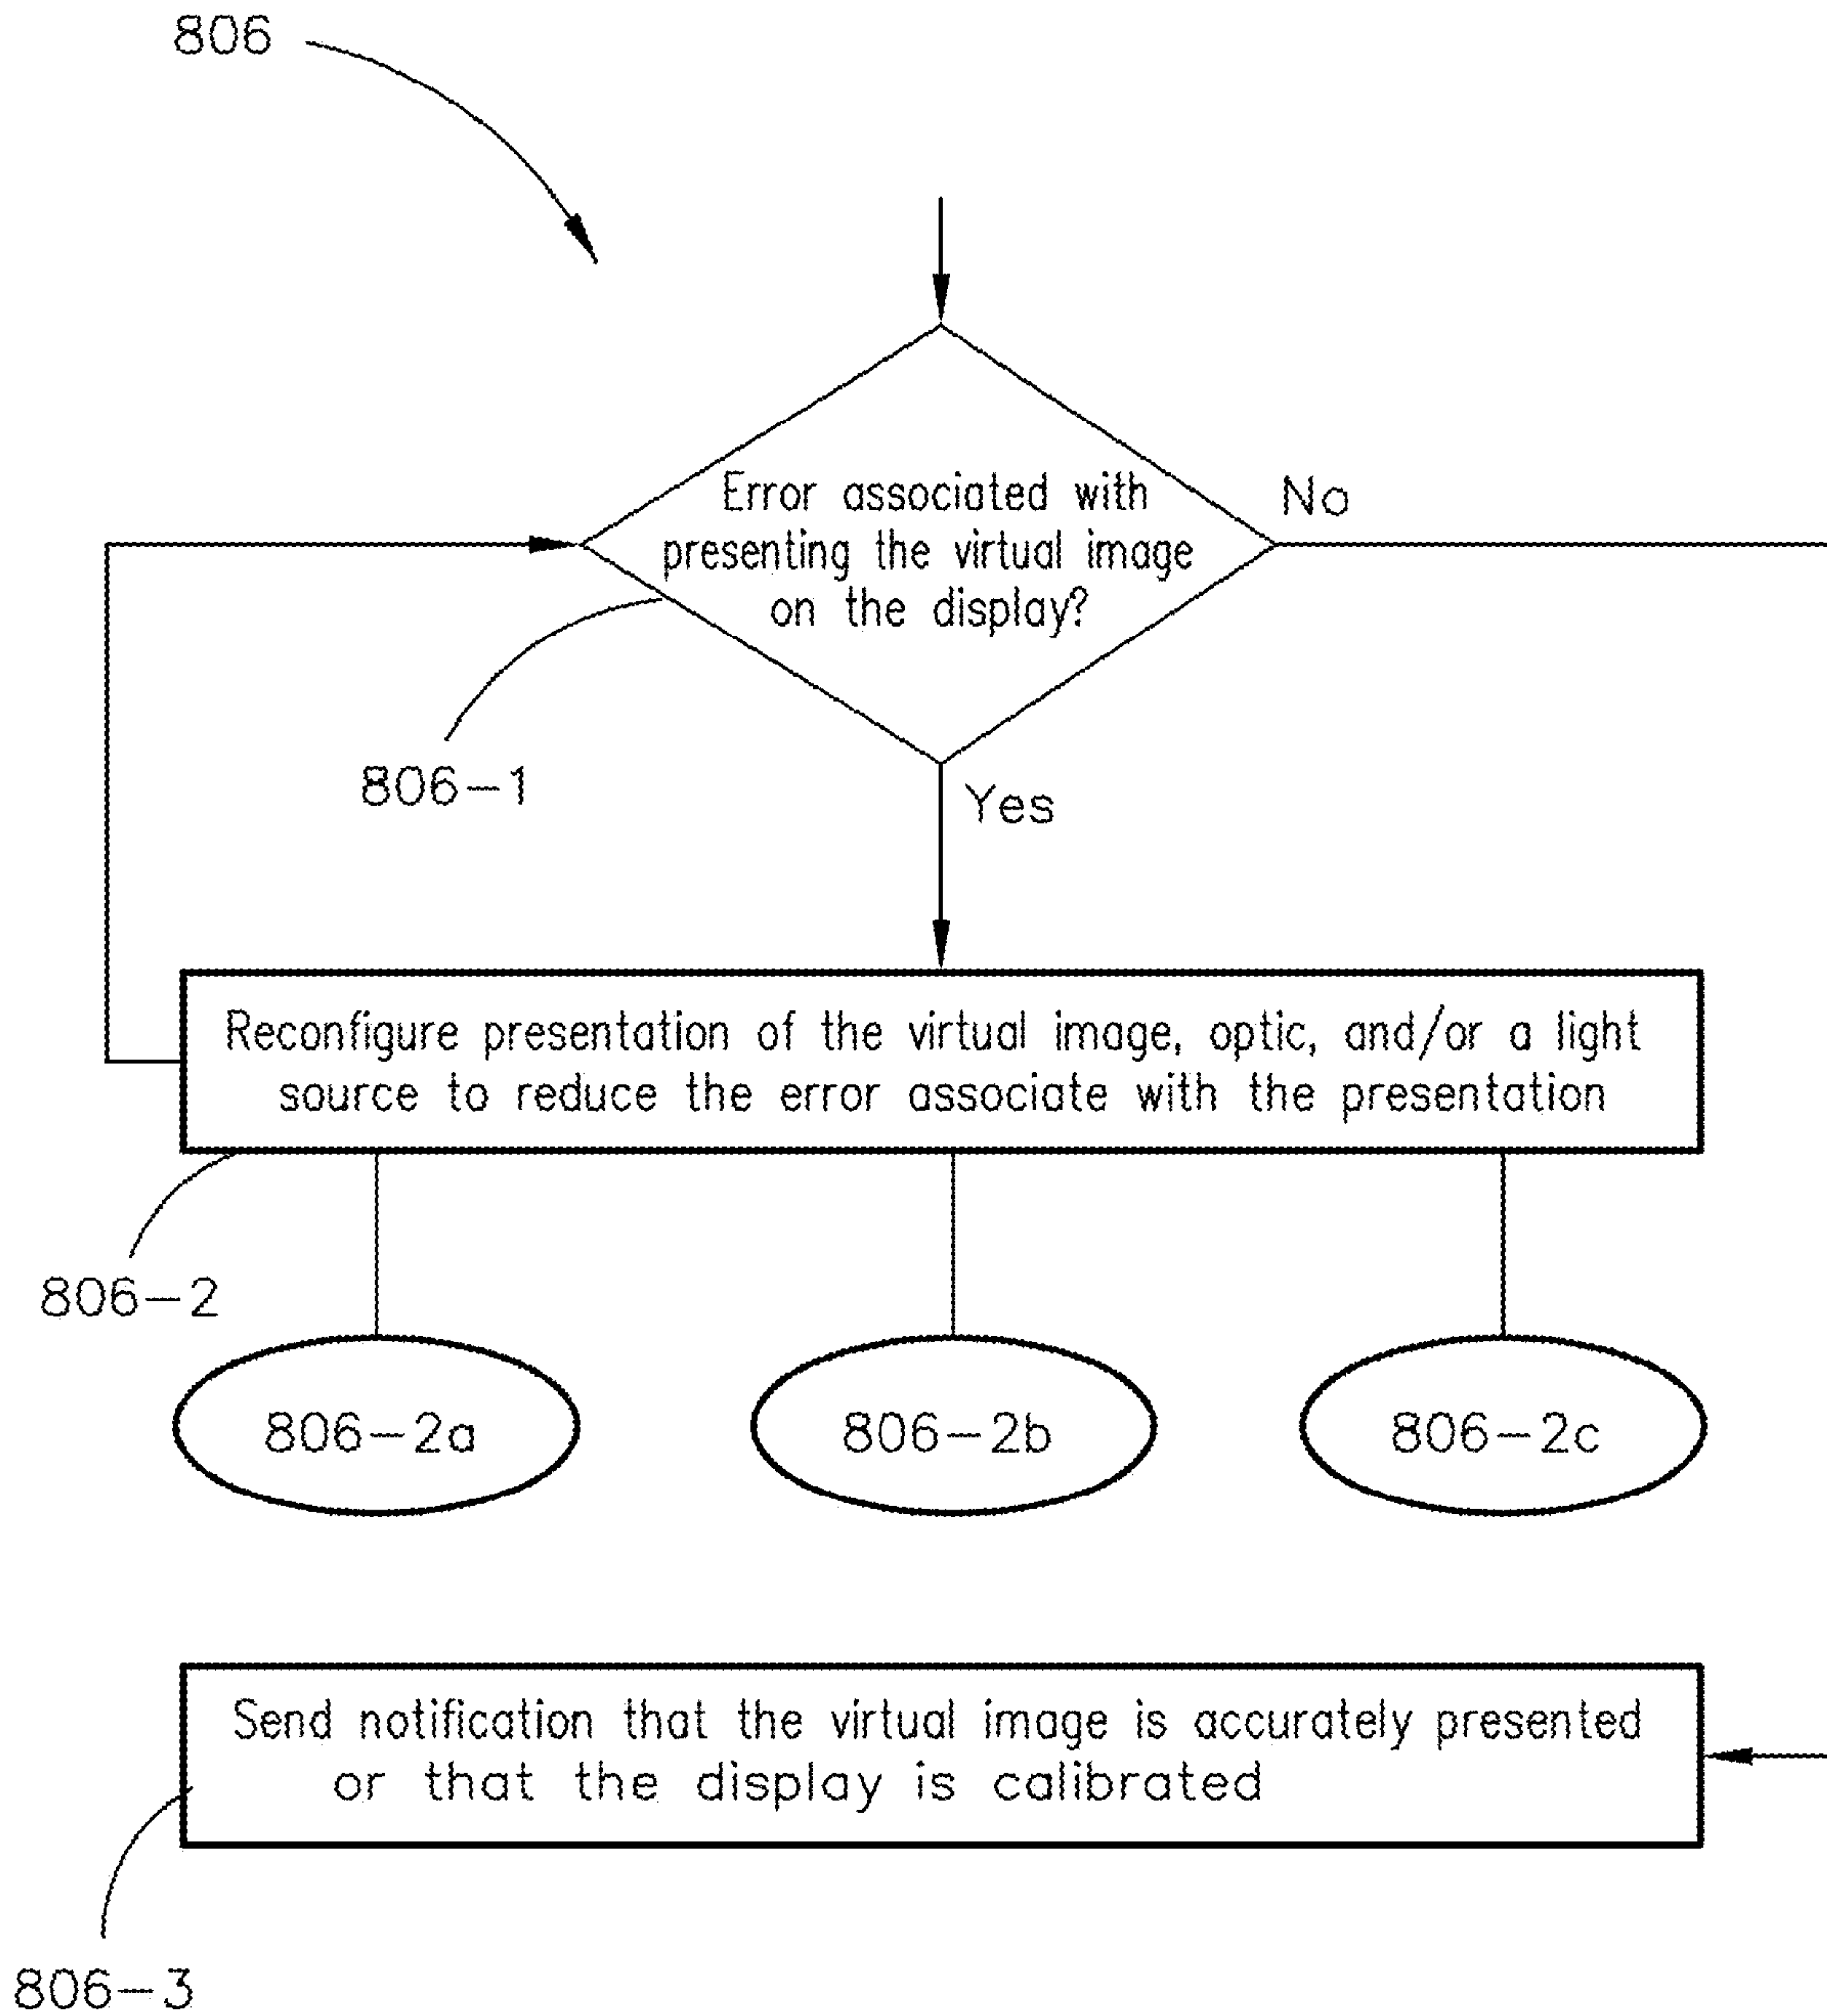 806
Error associated with
presenting the virtual image
on the display?
No
806-1
Yes
Reconfigure presentation of the virtual image, optic, and/or a light
source to reduce the error associate with the presentation
806-2
806-2a
806-2b
806-2c
Send notification that the virtual image is accurately presented
or that the display is calibrated
806-3